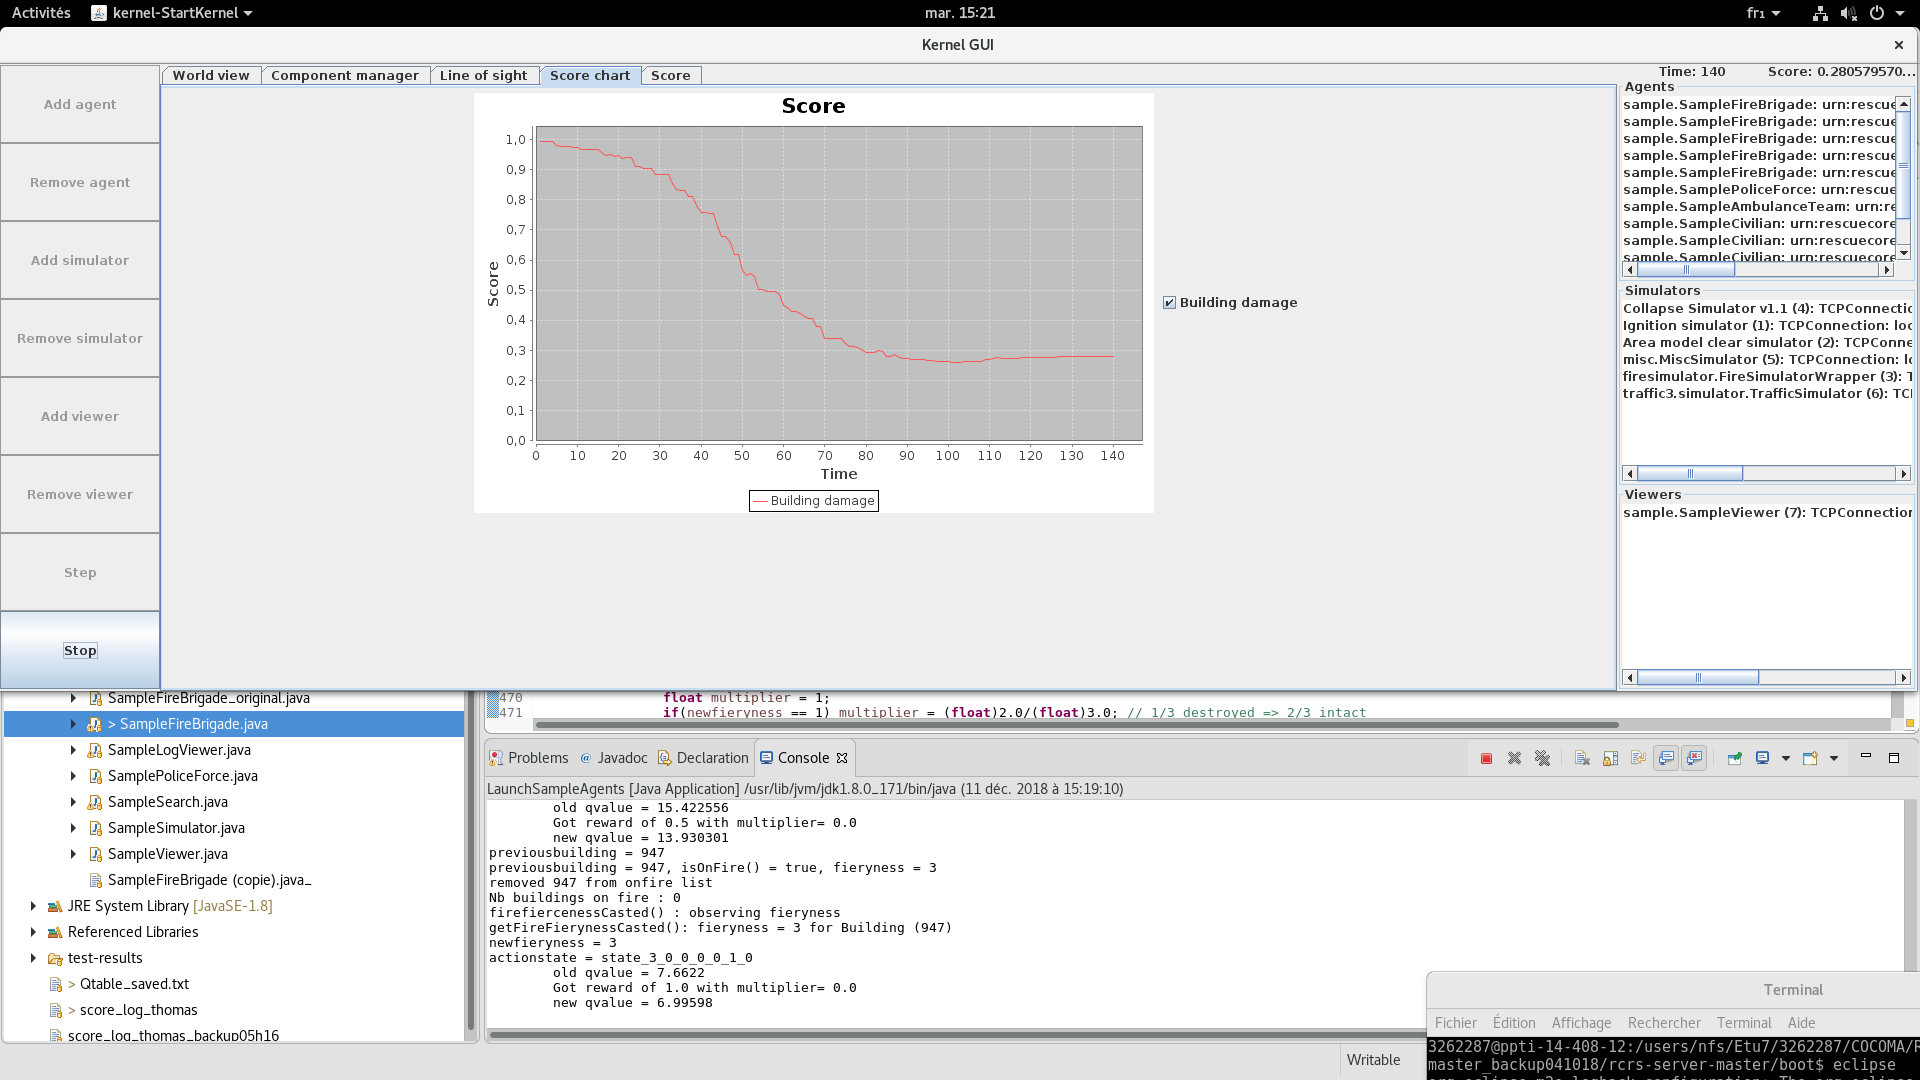 Activités
kernel-StartKernel
mar. 15:21
fr₁
Kernel GUI
Add agent
Remove agent
Add simulator
Remove simulator
Add viewer
Remove viewer
Step
Stop
World view
Component manager
Line of sight
Score chart
Score
Time: 140
Score: 0.280579570...
Score
Score
1,0
0,9
0,8
0,7
0,6
0,5
0,4
0,3
0,2
0,1
0,0
0 10 20 30 40 50 60 70 80 90 100 110 120 130 140
Time
Building damage
Building damage
Agents
sample.SampleFireBrigade: urn:rescue
sample.SampleFireBrigade: urn:rescue
sample.SampleFireBrigade: urn:rescue
sample.SampleFireBrigade: urn:rescue
sample.SampleFireBrigade: urn:rescue
sample.SamplePoliceForce: urn:rescue
sample.SampleAmbulanceTeam: urn:re
sample.SampleCivilian: urn:rescuecore
sample.SampleCivilian: urn:rescuecore
sample.SampleCivilian: urn:rescuecore
Simulators
Collapse Simulator v1.1 (4): TCPConnectic
Ignition simulator (1): TCPConnection: loc
Area model clear simulator (2): TCPConne
misc.MiscSimulator (5): TCPConnection: lo
firesimulator.FireSimulatorWrapper (3): T
traffic3.simulator.TrafficSimulator (6): TCI
Viewers
sample.SampleViewer (7): TCPConnection
SampleFireBrigade_original.java
> SampleFireBrigade.java
SampleLogViewer.java
SamplePoliceForce.java
SampleSearch.java
SampleSimulator.java
SampleViewer.java
SampleFireBrigade (copie).java_
JRE System Library [JavaSE-1.8]
Referenced Libraries
test-results
> Qtable_saved.txt
> score_log_thomas
score_log_thomas_backup05h16
470 float multiplier = 1;
471 if(newfieryness == 1) multiplier = (float)2.0/(float)3.0; // 1/3 destroyed => 2/3 intact
Problems
@ Javadoc
Declaration
Console
LaunchSampleAgents [Java Application] /usr/lib/jvm/jdk1.8.0_171/bin/java (11 déc. 2018 à 15:19:10)
old qvalue = 15.422556
Got reward of 0.5 with multiplier= 0.0
new qvalue = 13.930301
previousbuilding = 947
previousbuilding = 947, isOnFire() = true, fieryness = 3
removed 947 from onfire list
Nb buildings on fire : 0
firefiercenessCasted() : observing fieryness
getFireFierynessCasted(): fieryness = 3 for Building (947)
newfieryness = 3
actionstate = state_3_0_0_0_0_1_0
old qvalue = 7.6622
Got reward of 1.0 with multiplier= 0.0
new qvalue = 6.99598
Writable
Terminal
Fichier Édition Affichage Rechercher Terminal Aide
3262287@ppti-14-408-12:/users/nfs/Etu7/3262287/COCOMA/R
master_backup041018/rcrs-server-master/boot$ eclipse